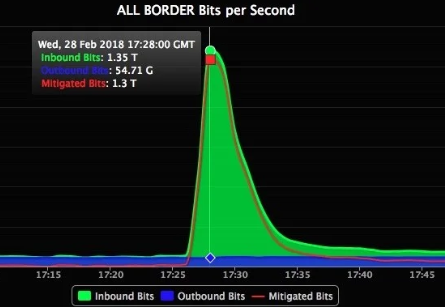 ALL BORDER Bits per Second
Wed, 28 Feb 2018 17:28:00 GMT
Inbound Bits: 1.35 T
Outbound Bits: 54.71 G
Mitigated Bits: 1.3 T
17:15 17:20 17:25 17:30 17:35 17:40 17:45
Inbound Bits Outbound Bits Mitigated Bits